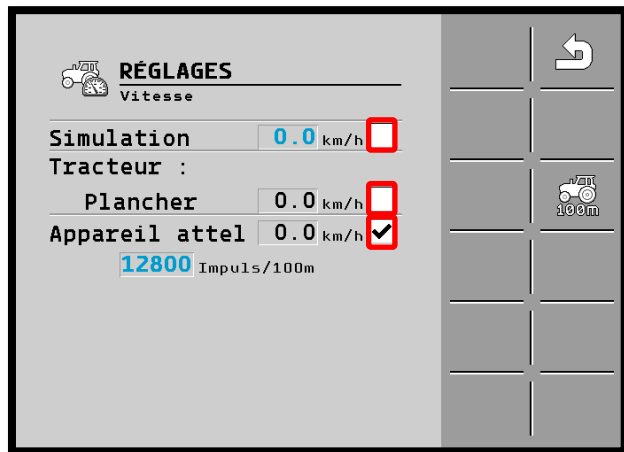 RÉGLAGES
Vitesse
Simulation 0.0 km/h
Tracteur :
Plancher 0.0 km/h
Appareil attel 0.0 km/h
12800 Impuls/100m
100m